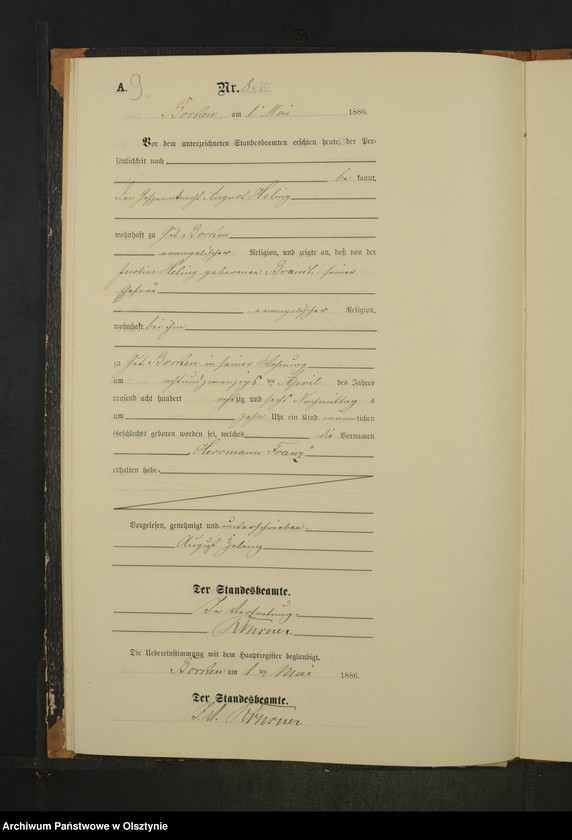 A. 9 Nr. 8
Borken am 1 Mai 1886.
Vor dem unterzeichneten Standesbeamten erschien heute, der Per-
sönlichkeit nach
be kannt,
der August Heling
wohnhaft zu Gut Borken
evangelischer Religion, und zeigte an, daß von der
Justine Heling geborenen Brandt, seiner
Ehefrau
evangelischer Religion,
wohnhaft bei ihm
zu Gut Borken in seiner Wohnung
am achtundzwanzigsten April des Jahres
tausend acht hundert achtzig und sechs Nachmittag s
um zehn Uhr ein Kind männlichen
Geschlechts geboren worden sei, welches die Vornamen
„Herrmann Franz"
erhalten habe.
Vorgelesen, genehmigt und unterschrieben.
August Heling
Der Standesbeamte.
In Vertretung.
Die Uebereinstimmung mit dem Hauptregister beglaubigt.
Borken am 1 ten Mai 1886.
Der Standesbeamte.
I. V.
Archiwum Państwowe w Olsztynie